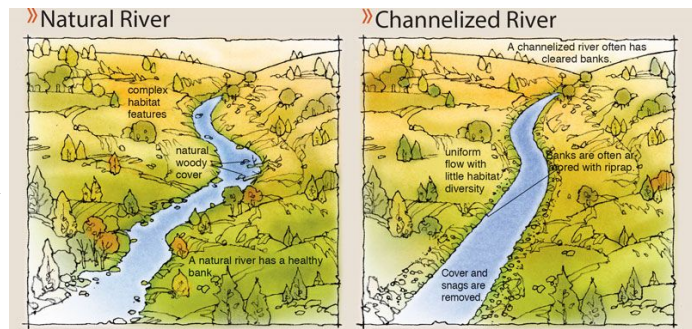 »Natural River
complex
habitat
features
natural
woody
cover
A natural river has a healthy
bank.
»Channelized River
A channelized river often has
cleared banks.
uniform
flow with
little habitat
diversity
Banks are often ar
mored with riprap.
Cover and
snags are
removed.